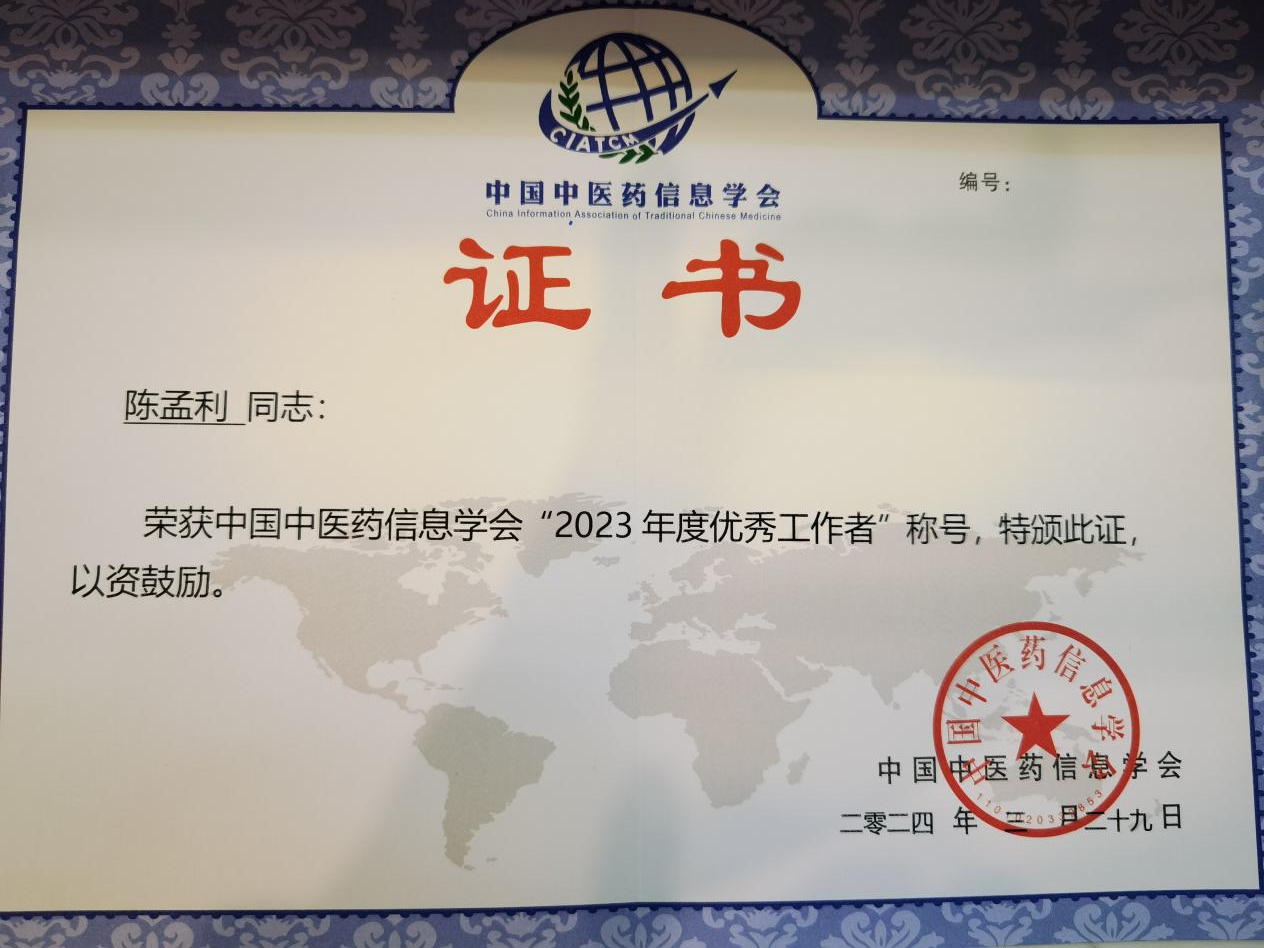 CIATCM
中国中医药信息学会
China Information Association of Traditional Chinese Medicine
编号：
证书
陈孟利 同志：
荣获中国中医药信息学会“2023 年度优秀工作者”称号，特颁此证，
以资鼓励。
中国中医药信息学会
中国中医药信息学会
二零二四 年 三 月二十九日